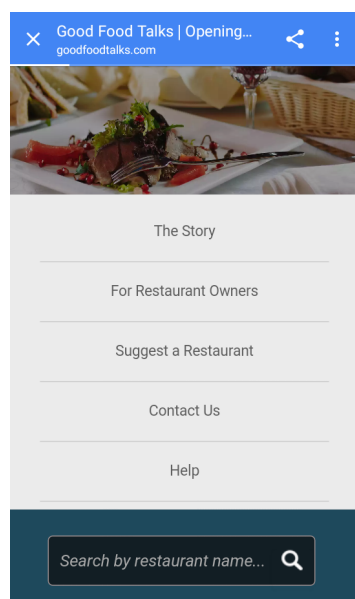 Good Food Talks | Opening...
goodfoodtalks.com
The Story
For Restaurant Owners
Suggest a Restaurant
Contact Us
Help
Search by restaurant name...